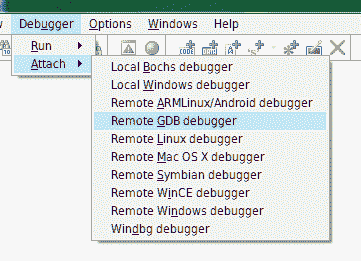 Debugger Options Windows Help
Run
Attach
Local Bochs debugger
Local Windows debugger
Remote ARMLinux/Android debugger
Remote GDB debugger
Remote Linux debugger
Remote Mac OS X debugger
Remote Symbian debugger
Remote WinCE debugger
Remote Windows debugger
Windbg debugger